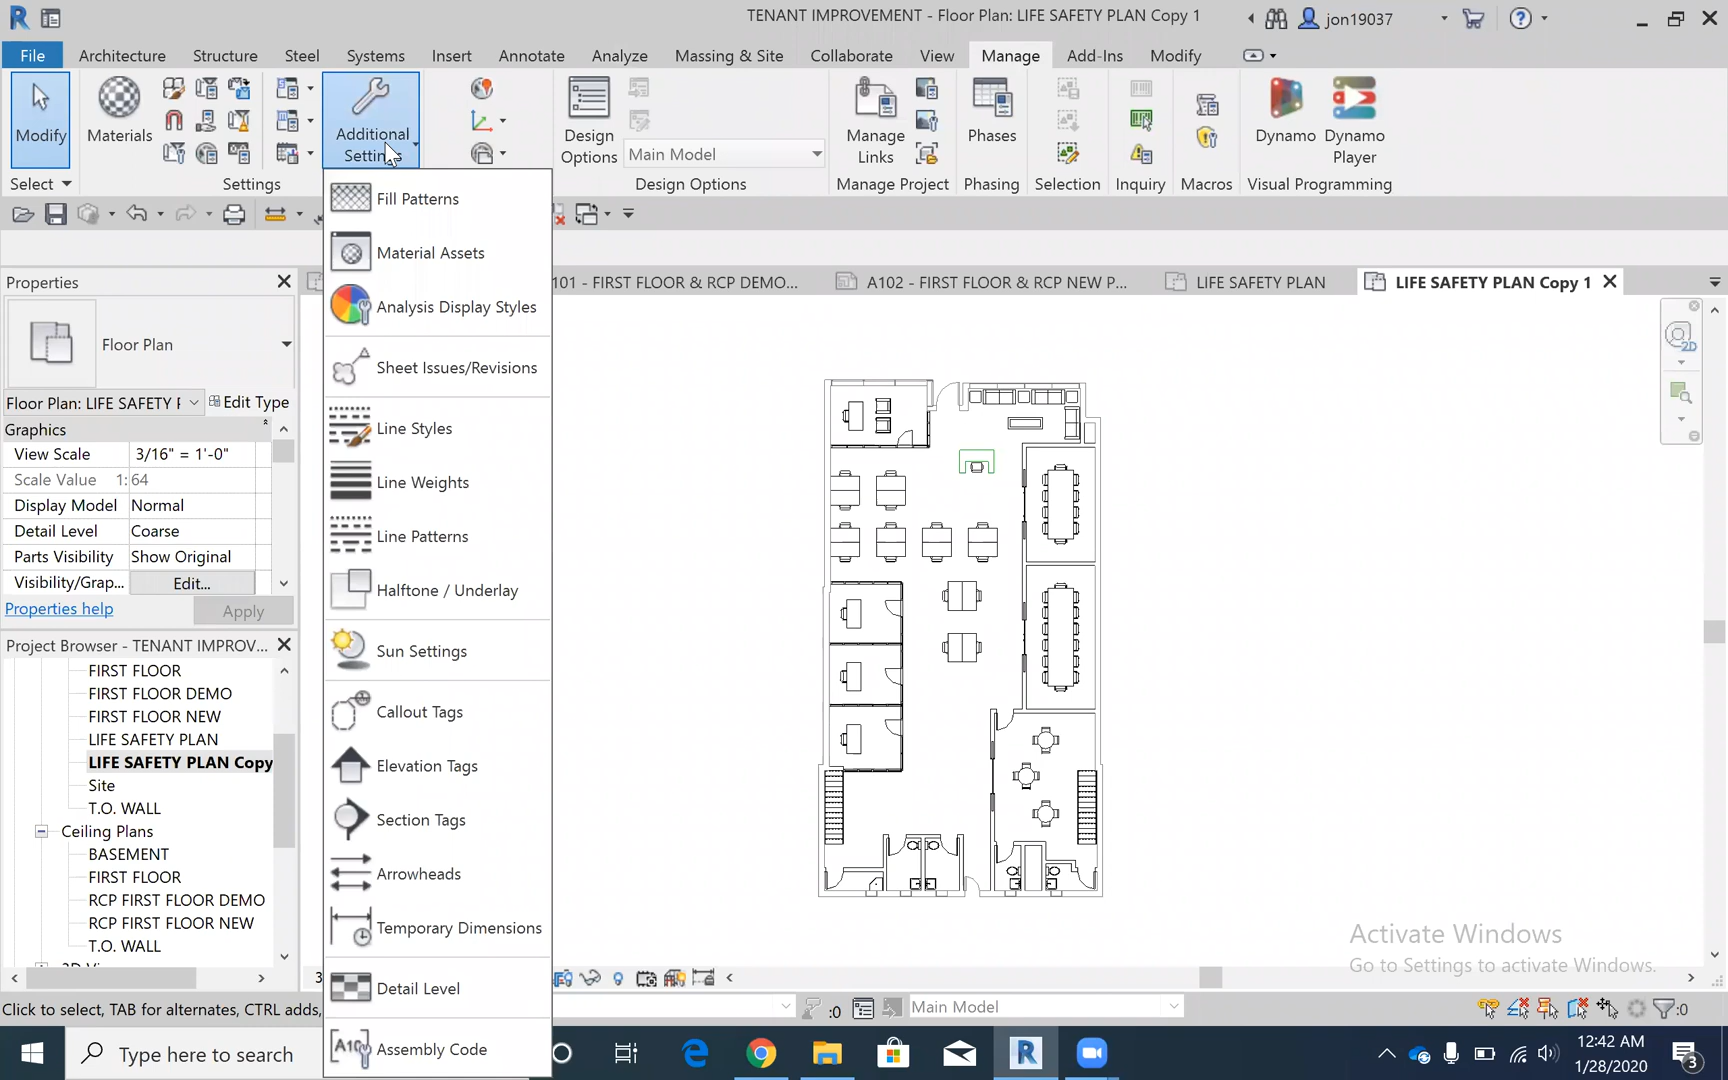 TENANT IMPROVEMENT - Floor Plan: LIFE SAFETY PLAN Copy 1
jon19037
File Architecture Structure Steel Systems Insert Annotate Analyze Massing & Site Collaborate View Manage Add-Ins Modify
Modify
Materials
Additional
Settings
Design
Options
Main Model
Manage
Links
Phases
Dynamo
Dynamo
Player
Select
Settings
Design Options
Manage Project
Phasing
Selection
Inquiry
Macros
Visual Programming
Fill Patterns
Material Assets
Analysis Display Styles
Sheet Issues/Revisions
Line Styles
Line Weights
Line Patterns
Halftone / Underlay
Sun Settings
Callout Tags
Elevation Tags
Section Tags
Arrowheads
Temporary Dimensions
Detail Level
Assembly Code
101 - FIRST FLOOR & RCP DEMO...
A102 - FIRST FLOOR & RCP NEW P...
LIFE SAFETY PLAN
LIFE SAFETY PLAN Copy 1
Properties
Floor Plan
Floor Plan: LIFE SAFETY F
Edit Type
Graphics
View Scale 3/16" = 1'-0"
Scale Value 1: 64
Display Model Normal
Detail Level Coarse
Parts Visibility Show Original
Visibility/Grap... Edit...
Properties help
Apply
Project Browser - TENANT IMPROV...
FIRST FLOOR
FIRST FLOOR DEMO
FIRST FLOOR NEW
LIFE SAFETY PLAN
LIFE SAFETY PLAN Copy
Site
T.O. WALL
Ceiling Plans
BASEMENT
FIRST FLOOR
RCP FIRST FLOOR DEMO
RCP FIRST FLOOR NEW
T.O. WALL
2D
Activate Windows
Go to Settings to activate Windows.
Click to select, TAB for alternates, CTRL adds,
:0
Main Model
:0
Type here to search
12:42 AM
1/28/2020
3